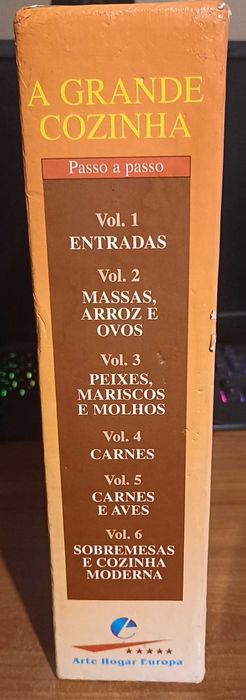 A GRANDE
COZINHA
Passo a passo
Vol. 1
ENTRADAS
Vol. 2
MASSAS,
ARROZ E
OVOS
Vol. 3
PEIXES,
MARISCOS
E MOLHOS
Vol. 4
CARNES
Vol. 5
CARNES
E AVES
Vol. 6
SOBREMESAS
E COZINHA
MODERNA
Arte Hogar Europa